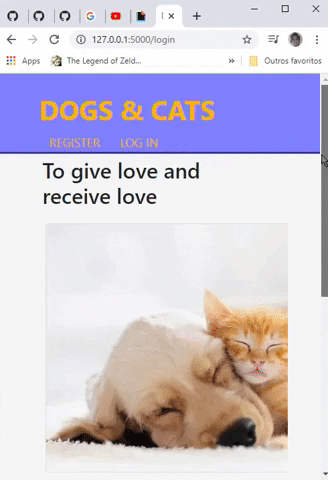 127.0.0.1:5000/login
Apps
The Legend of Zeld...
»
Outros favoritos
DOGS & CATS
REGISTER
LOG IN
To give love and
receive love